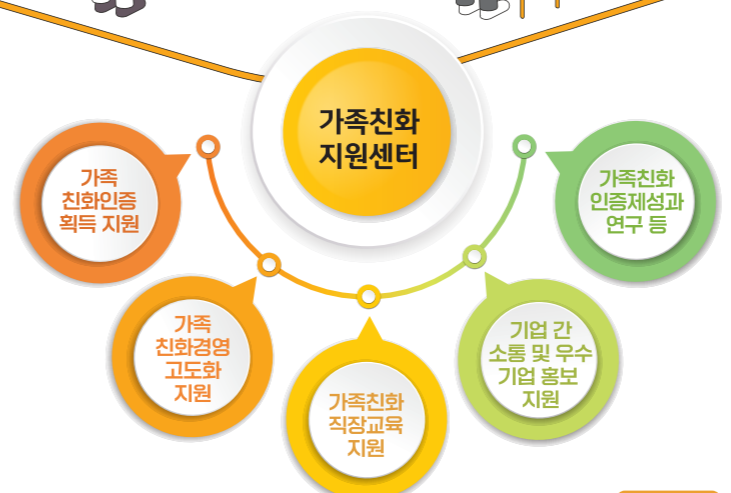 가족친화
지원센터
가족
친화인증
획득 지원
가족
친화경영
고도화
지원
가족친화
직장교육
지원
기업 간
소통 및 우수
기업 홍보
지원
가족친화
인증제성과
연구 등